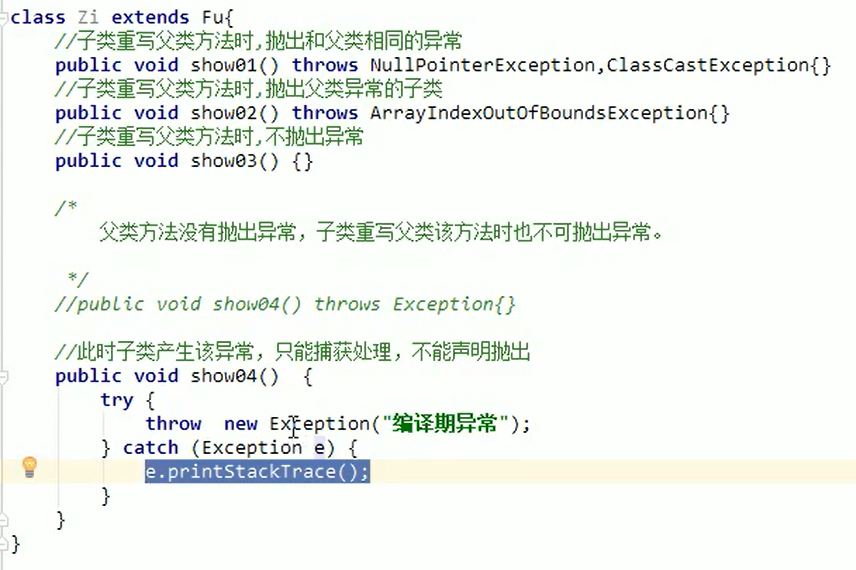 class Zi extends Fu{
//子类重写父类方法时,抛出和父类相同的异常
public void show01() throws NullPointerException,ClassCastException{}
//子类重写父类方法时,抛出父类异常的子类
public void show02() throws ArrayIndexOutOfBoundsException{}
//子类重写父类方法时,不抛出异常
public void show03() {}
/*
父类方法没有抛出异常，子类重写父类该方法时也不可抛出异常。
*/
//public void show04() throws Exception{}
//此时子类产生该异常，只能捕获处理，不能声明抛出
public void show04()  {
try {
throw  new Exception("编译期异常");
} catch (Exception e) {
e.printStackTrace();
}
}
}